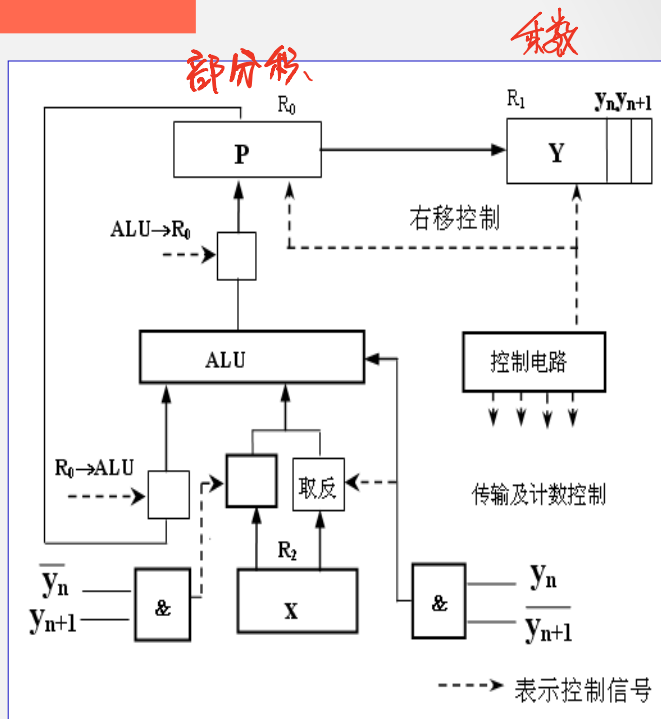 乘数
部分积
R₀
R₁
yₙyₙ₊₁
P
Y
右移控制
ALU→R₀
ALU
控制电路
R₀→ALU
取反
传输及计数控制
R₂
y̅ₙ
yₙ₊₁
&
X
&
yₙ
y̅ₙ₊₁
表示控制信号